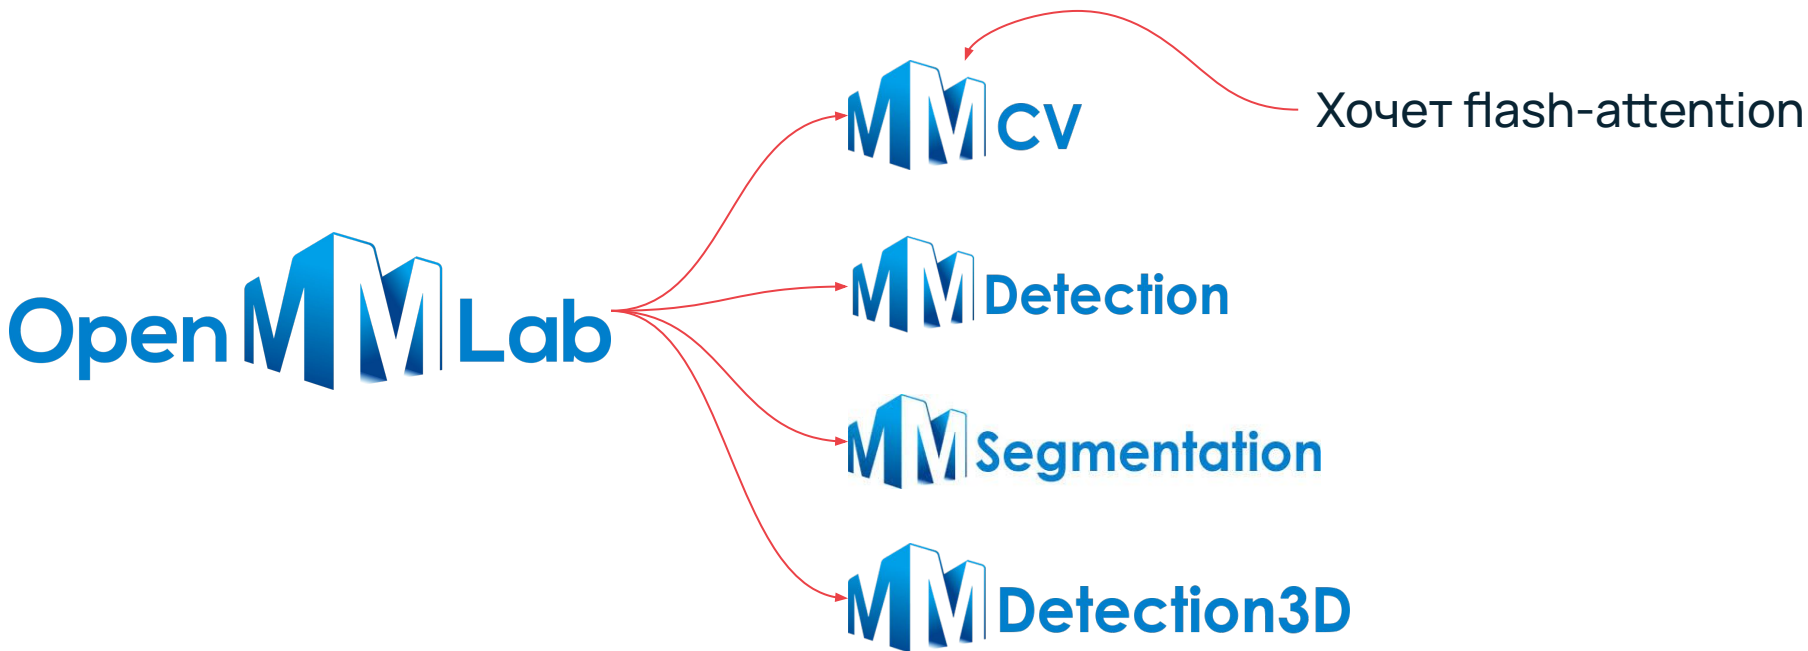 MMCV
Хочет flash-attention
MMDetection
OpenMMLab
MMSegmentation
MMDetection3D